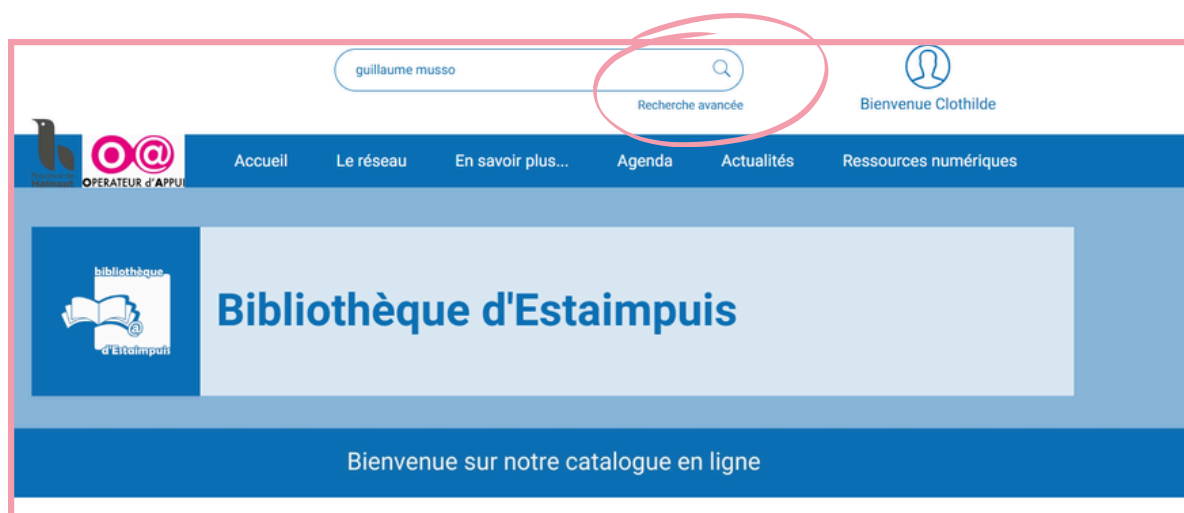 guillaume musso
Recherche avancée
Bienvenue Clothilde
OPERATEUR d'APPUI
Accueil Le réseau En savoir plus... Agenda Actualités Ressources numériques
bibliothèque
@
d'Estaimpuis
Bibliothèque d'Estaimpuis
Bienvenue sur notre catalogue en ligne